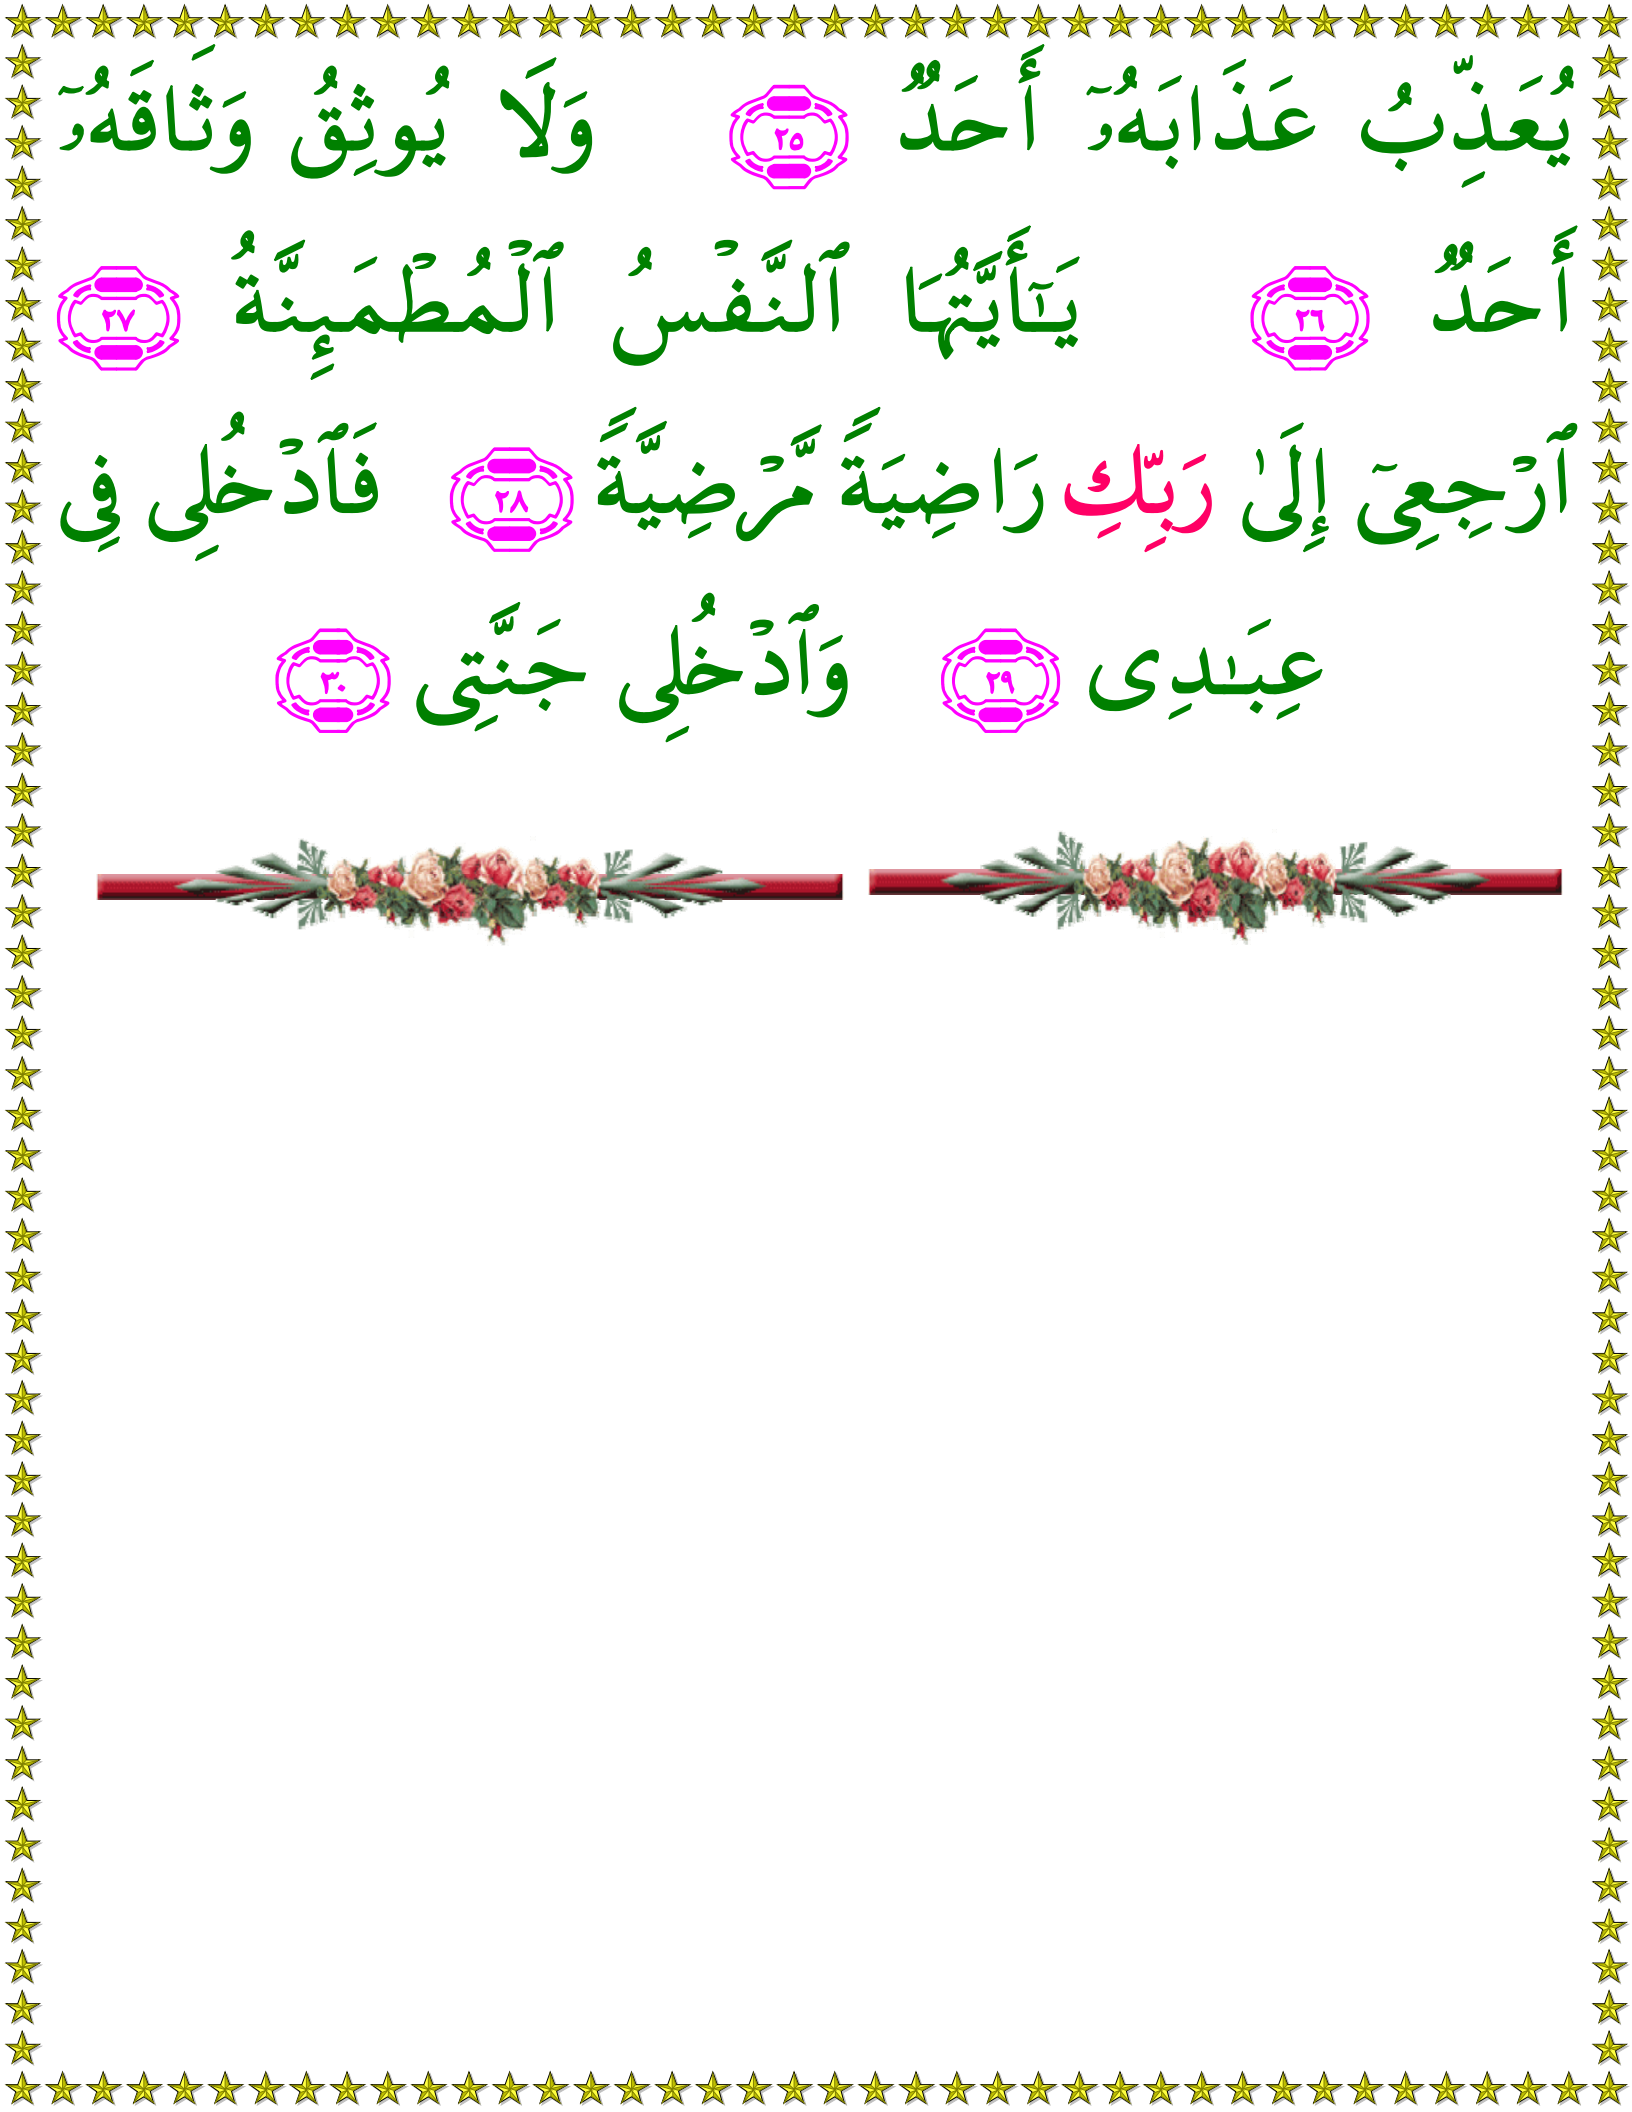 يُعَذِّبُ عَذَابَهُۥٓ أَحَدٌ ٢٥ وَلَا يُوثِقُ وَثَاقَهُۥٓ
أَحَدٌ ٢٦ يَـٰٓأَيَّتُهَا ٱلنَّفْسُ ٱلْمُطْمَئِنَّةُ ٢٧
ٱرْجِعِىٓ إِلَىٰ رَبِّكِ رَاضِيَةً مَّرْضِيَّةً ٢٨ فَٱدْخُلِى فِى
عِبَـٰدِى ٢٩ وَٱدْخُلِى جَنَّتِى ٣٠